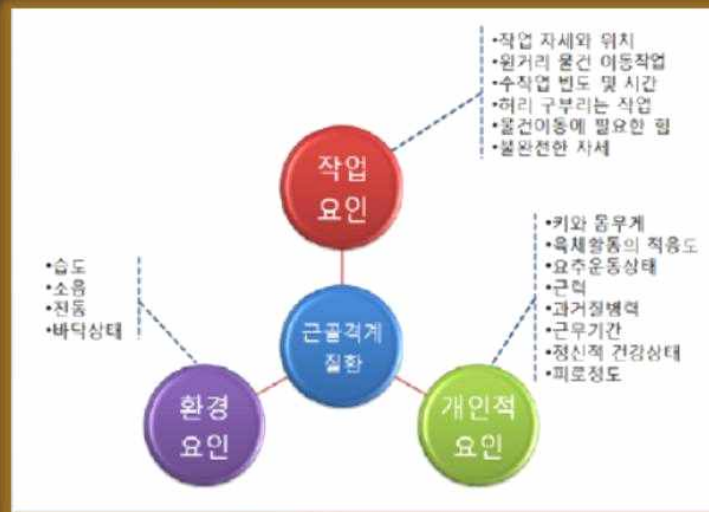 •작업 자세와 위치
•원거리 물건 이동작업
•수작업 빈도 및 시간
•허리 구부리는 작업
•물건이동에 필요한 힘
•불완전한 자세
작업
요인
•키와 몸무게
•육체활동의 적응도
•요추운동상태
•근력
•과거질병력
•근무기간
•정신적 건강상태
•피로정도
•습도
•소음
•진동
•바닥상태
근골격계
질환
환경
요인
개인적
요인